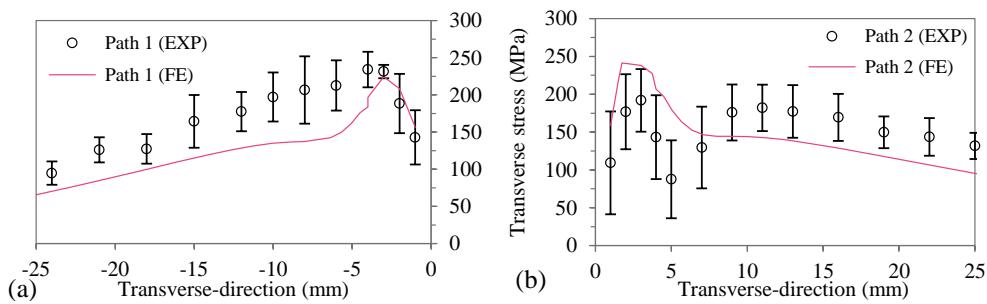 Path 1 (EXP)
Path 1 (FE)
300
250
200
150
100
50
0
-25
-20
-15
-10
-5
0
Transverse-direction (mm)
(a)
Transverse stress (MPa)
300
250
200
150
100
50
0
Path 2 (EXP)
Path 2 (FE)
0
5
10
15
20
25
Transverse-direction (mm)
(b)